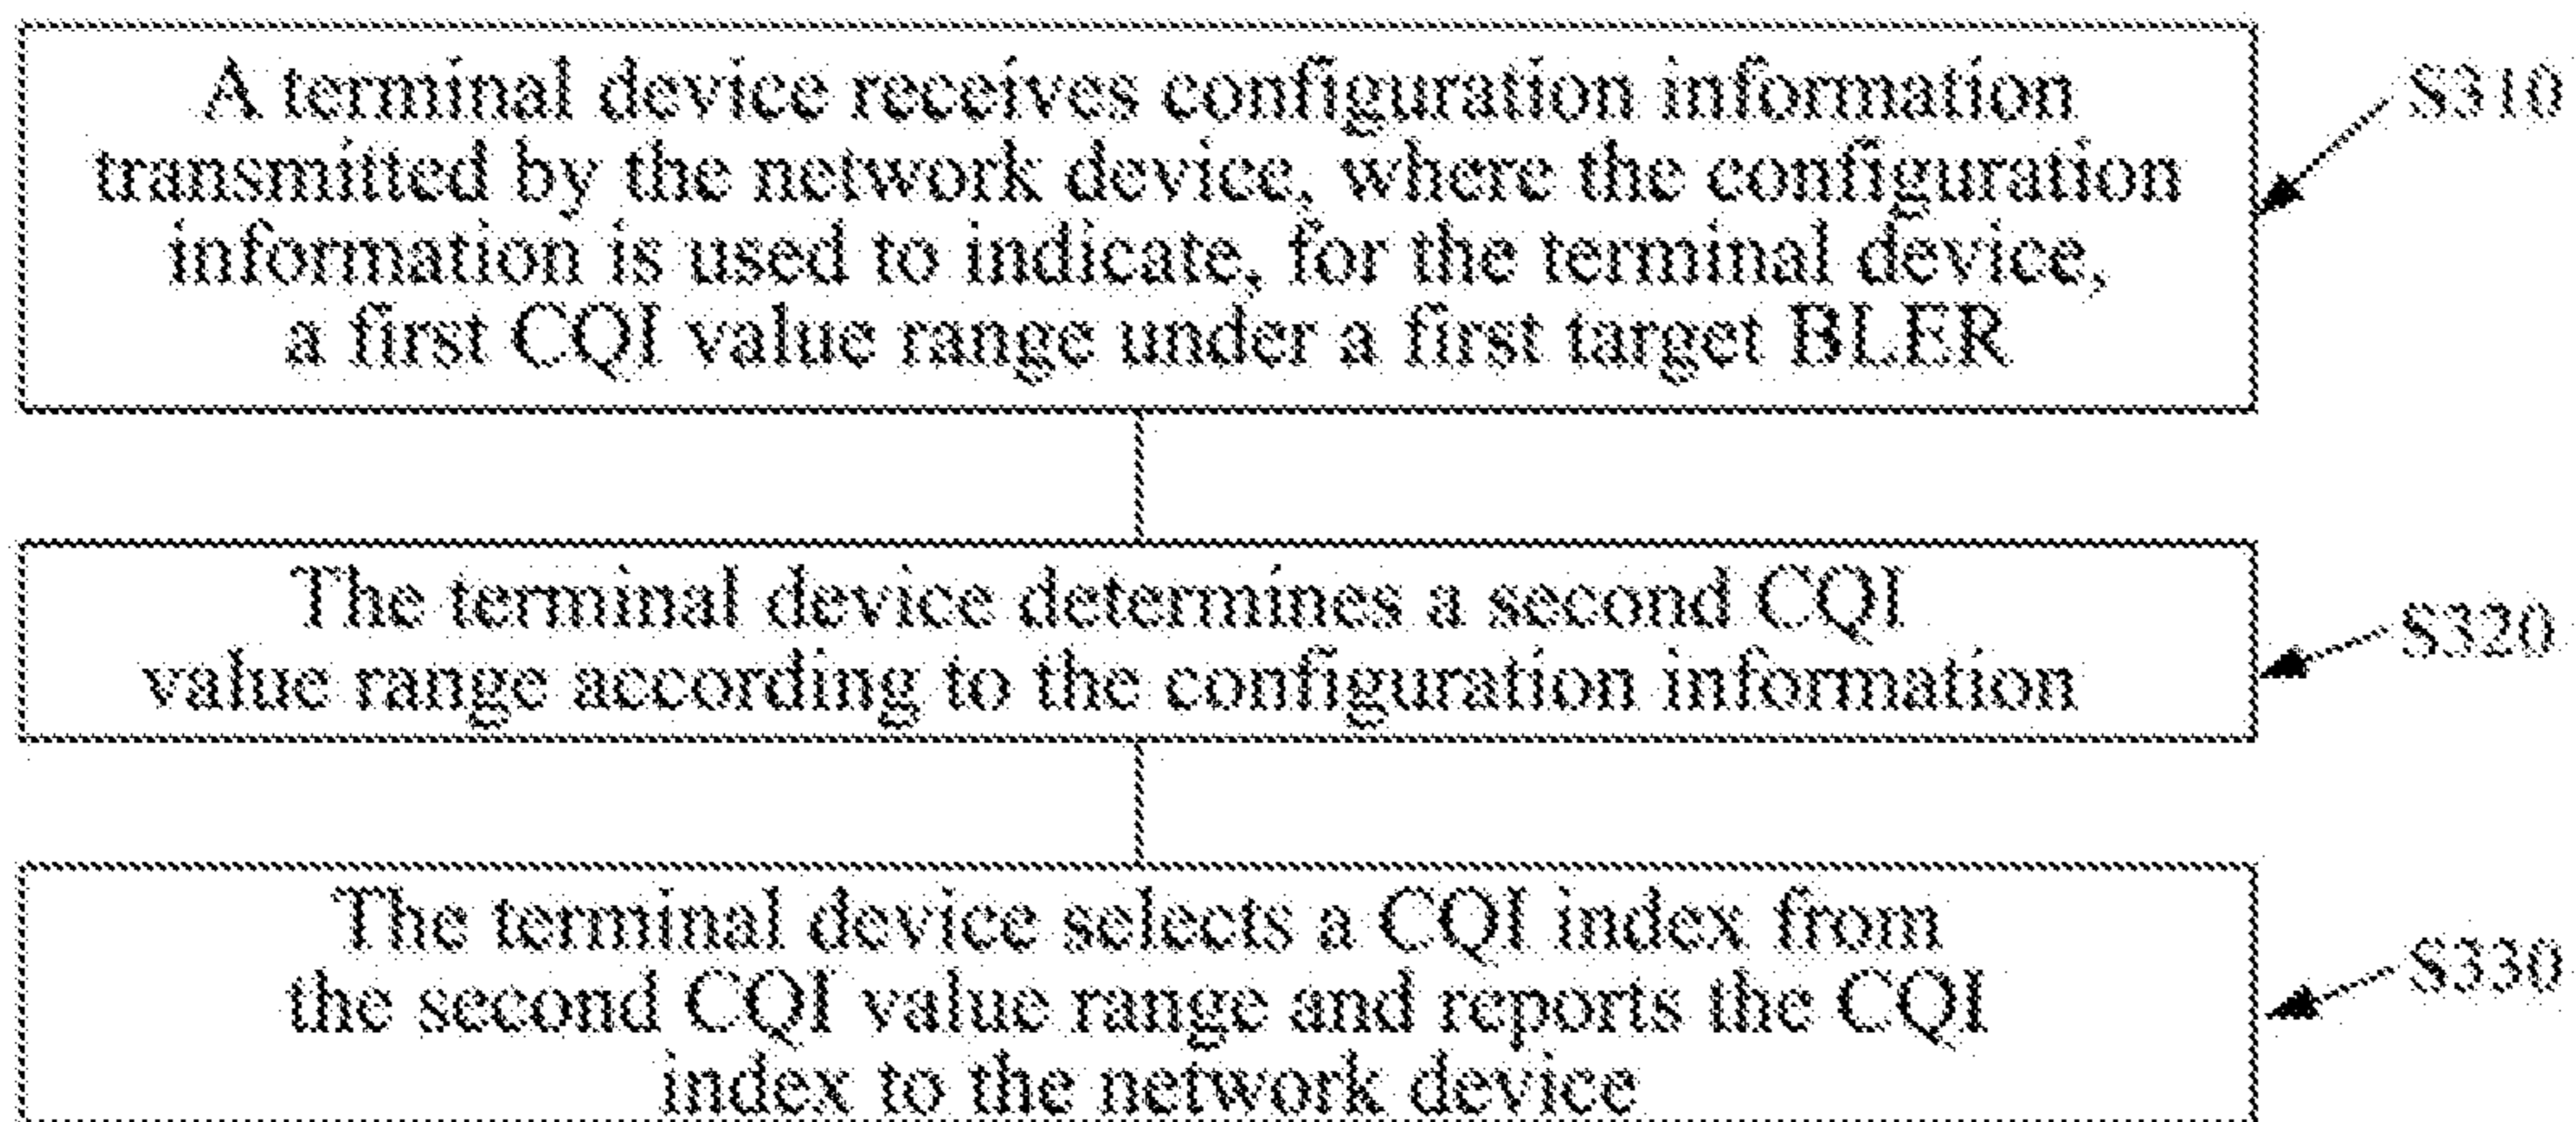 A terminal device receives configuration information
transmitted by the network device, where the configuration
information is used to indicate, for the terminal device,
a first CQI value range under a first target BLER
S310
The terminal device determines a second CQI
value range according to the configuration information
S320
The terminal device selects a CQI index from
the second CQI value range and reports the CQI
index to the network device
S330